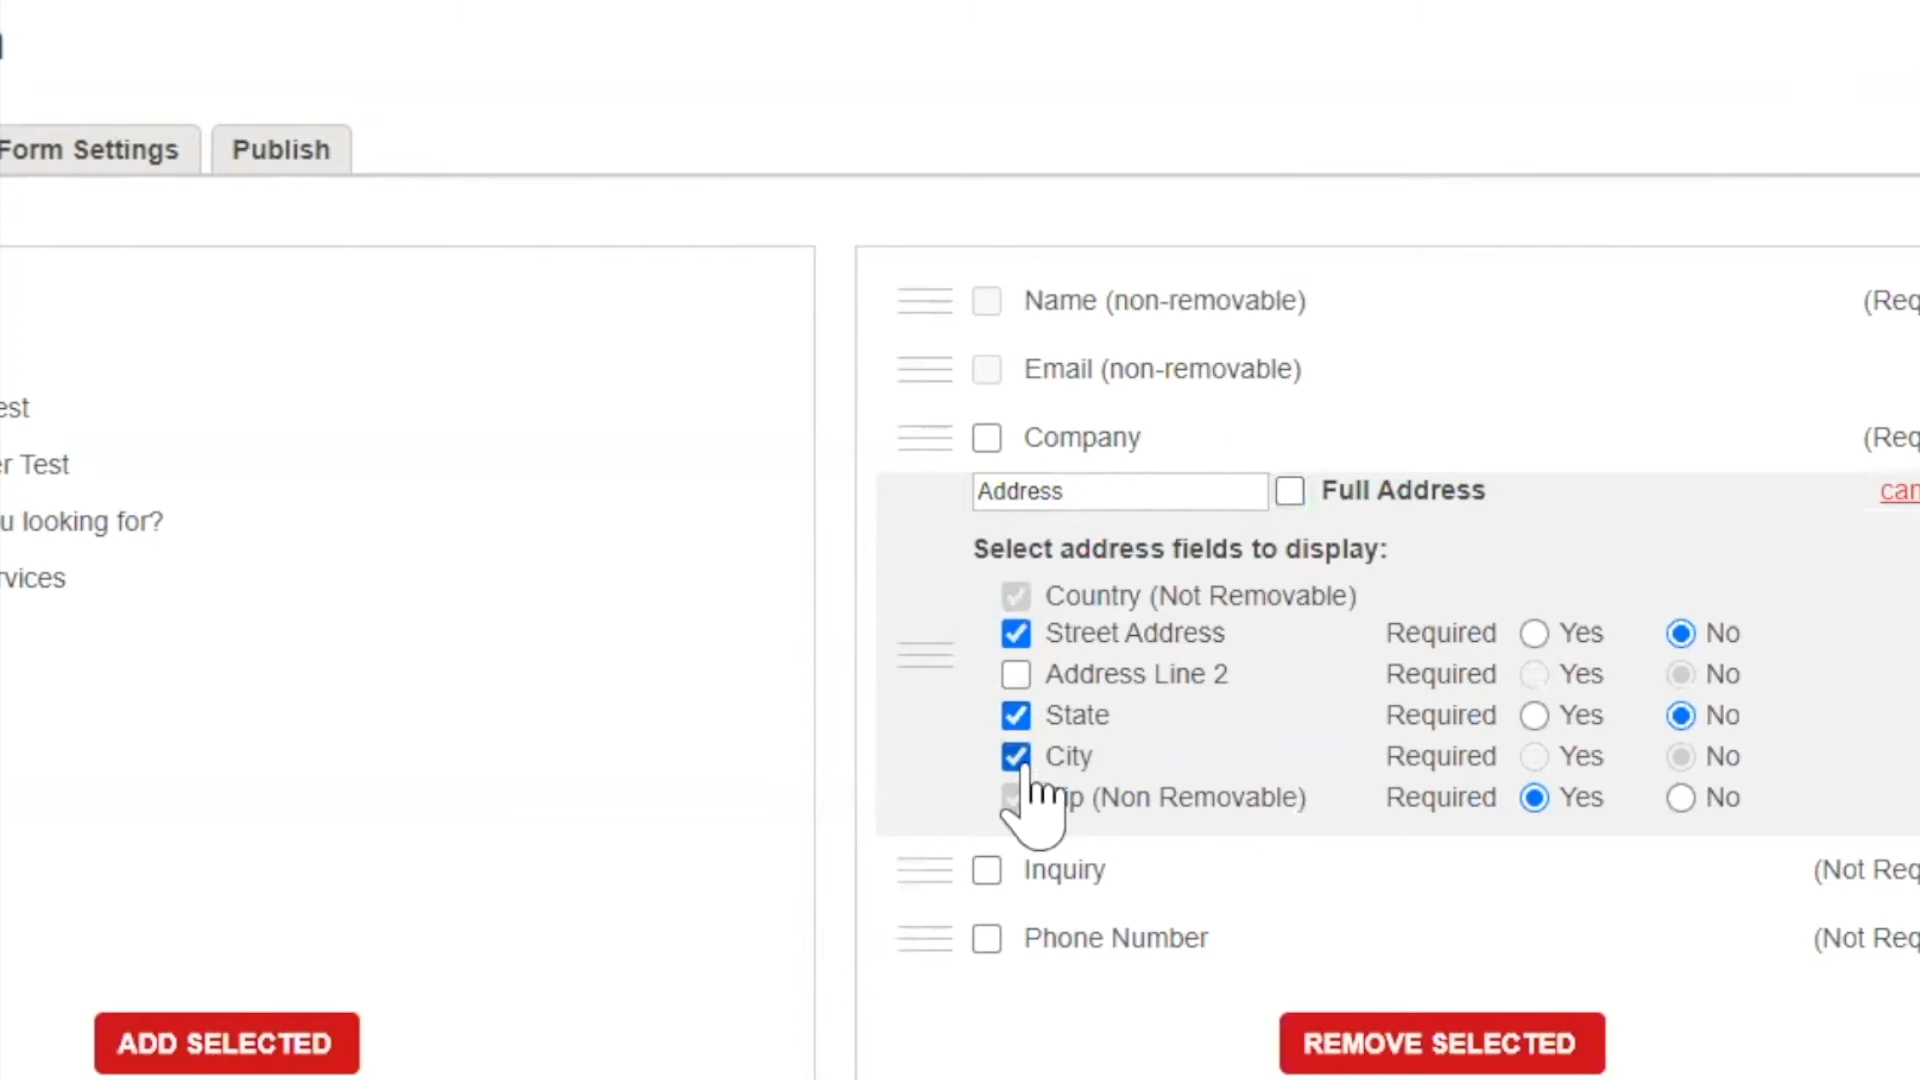 Form Settings
Publish
est
r Test
u looking for?
rvices
ADD SELECTED
Name (non-removable)
(Req
Email (non-removable)
Company
(Req
Address
Full Address
can
Select address fields to display:
Country (Not Removable)
Street Address Required Yes No
Address Line 2 Required Yes No
State Required Yes No
City Required Yes No
ip (Non Removable) Required Yes No
Inquiry
(Not Req
Phone Number
(Not Req
REMOVE SELECTED